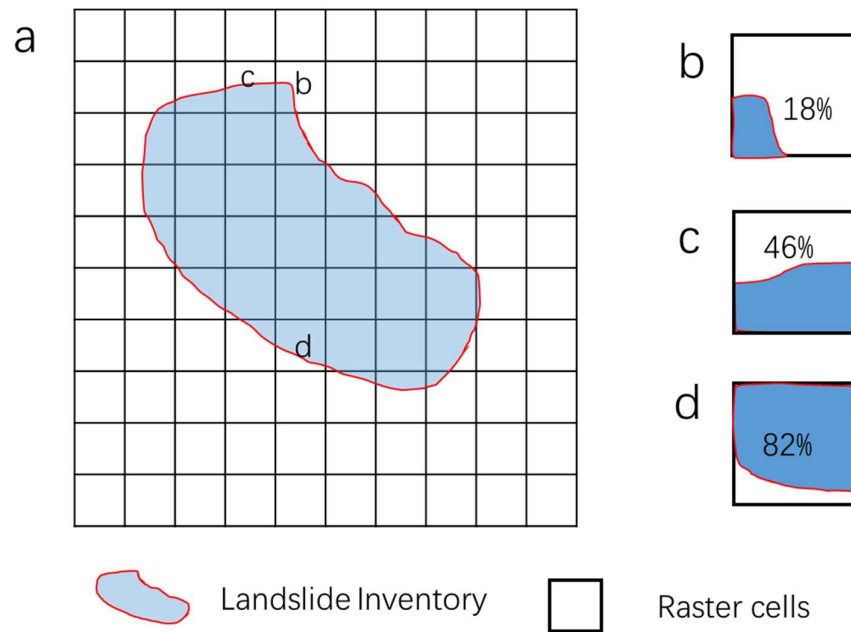 a
c
b
d
b
18%
c
46%
d
82%
Landslide Inventory
Raster cells